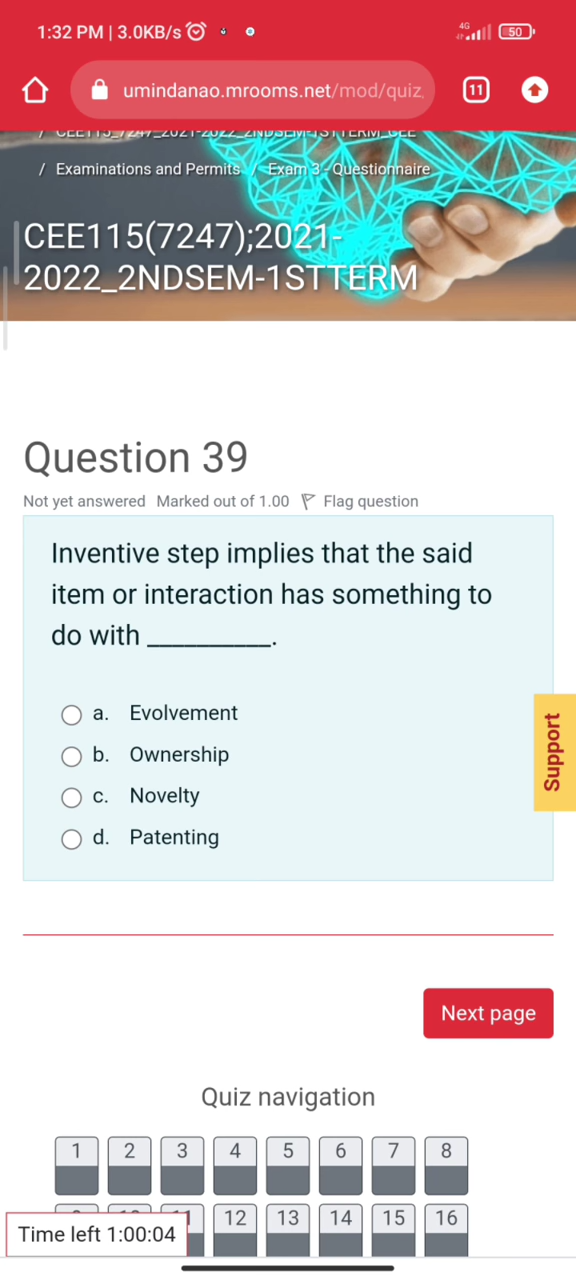 1:32 PM | 3.0KB/s
4G
50
umindanao.mrooms.net/mod/quiz
11
/ CEE115_7247_2021-2022_2NDSEM-1STTERM_CEE
/ Examinations and Permits / Exam 3 - Questionnaire
CEE115(7247);2021-
2022_2NDSEM-1STTERM
Question 39
Not yet answered Marked out of 1.00 Flag question
Inventive step implies that the said
item or interaction has something to
do with __________.
a. Evolvement
b. Ownership
c. Novelty
d. Patenting
Support
Next page
Quiz navigation
1 2 3 4 5 6 7 8
12 13 14 15 16
Time left 1:00:04